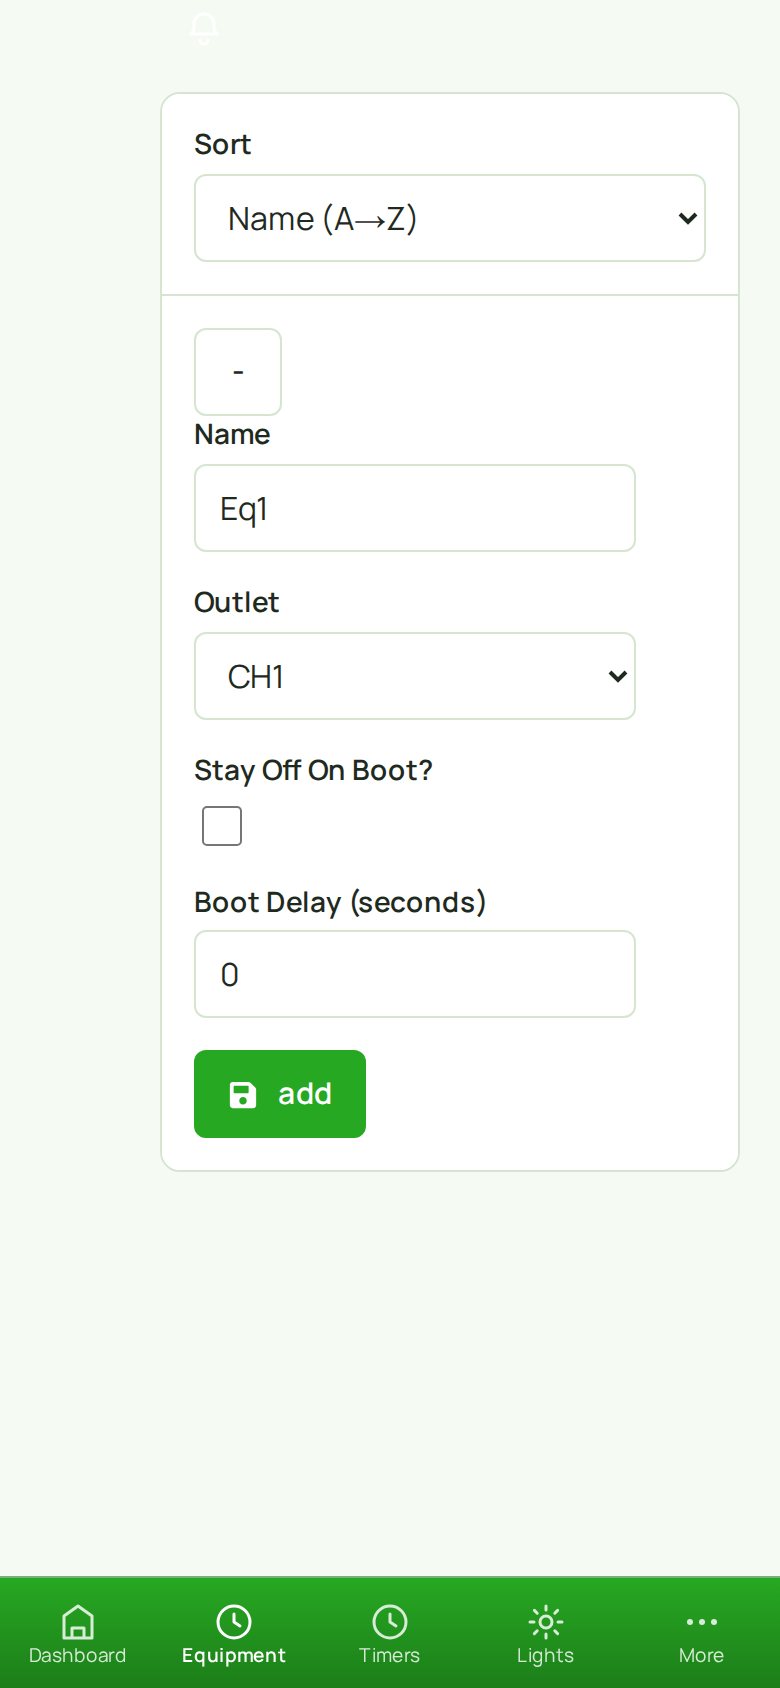 Sort
Name (A→Z)
-
Name
Eq1
Outlet
CH1
Stay Off On Boot?
Boot Delay (seconds)
0
add
Dashboard
Equipment
Timers
Lights
More